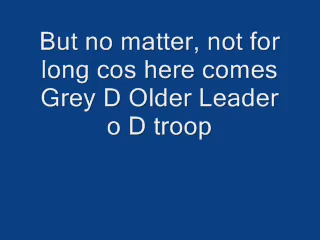 But no matter, not for
long cos here comes
Grey D Older Leader
o D troop